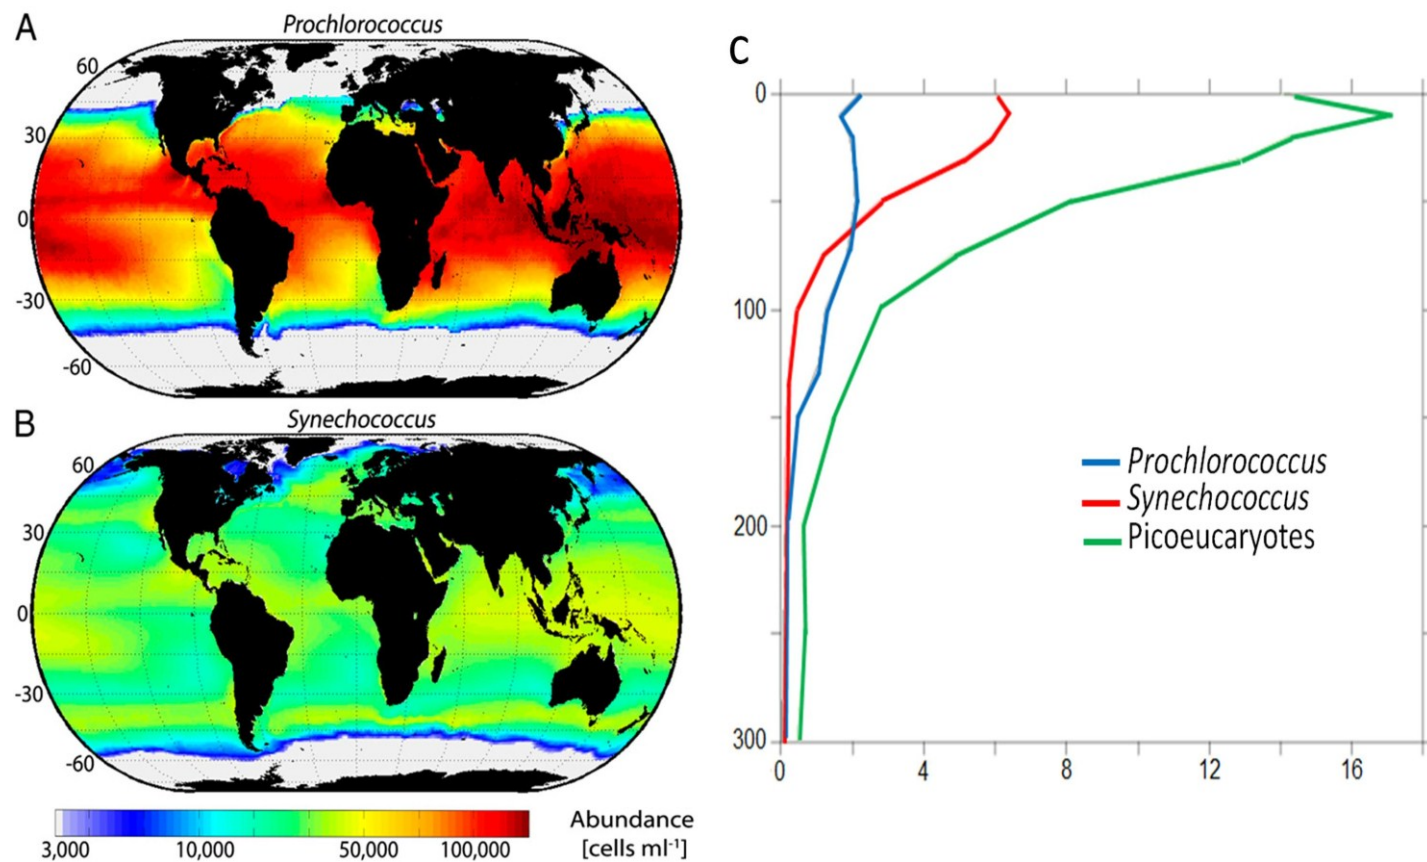 A
Prochlorococcus
60
30
0
-30
-60
B
Synechococcus
60
30
0
-30
-60
3,000 10,000 50,000 100,000
Abundance
[cells ml⁻¹]
C
0
100
200
300
0 4 8 12 16
Prochlorococcus
Synechococcus
Picoeucaryotes